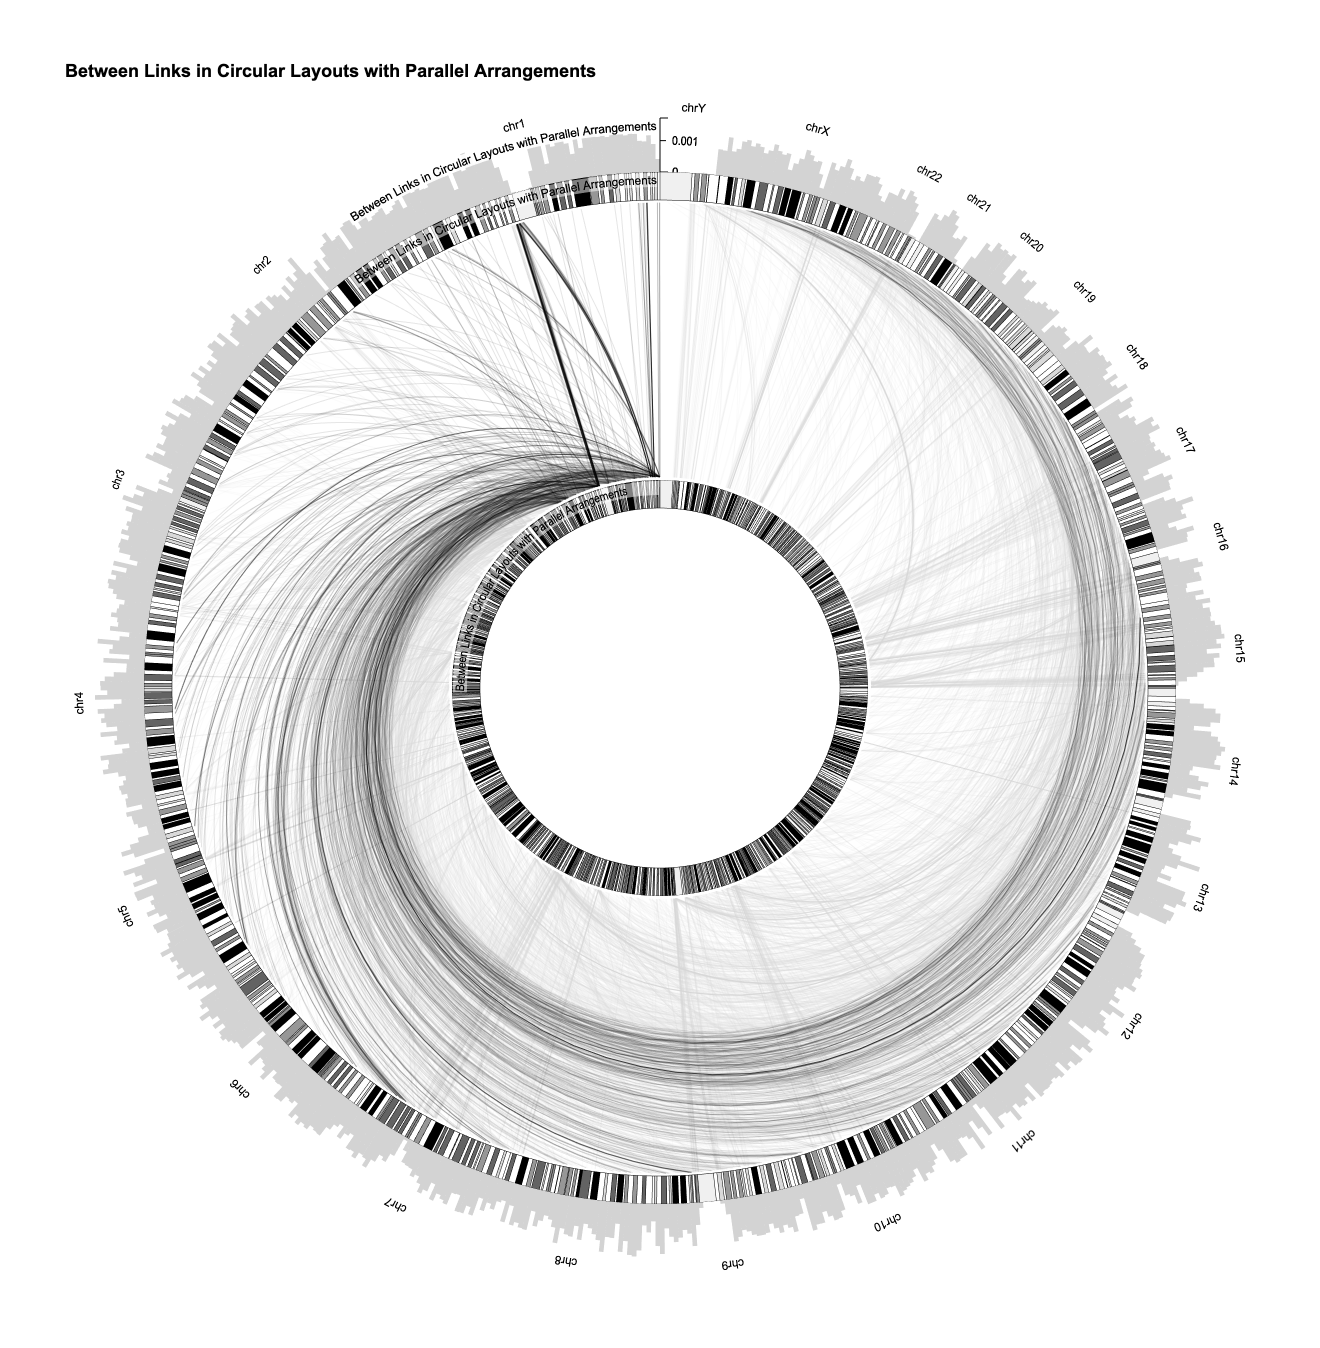 Between Links in Circular Layouts with Parallel Arrangements
chrY
0.001
0
chrX
chr22
chr21
chr20
chr19
chr18
chr17
chr16
chr15
chr14
chr13
chr12
chr11
chr10
chr9
chr8
chr7
chr6
chr5
chr4
chr3
chr2
chr1
Between Links in Circular Layouts with Parallel Arrangements
Between Links in Circular Layouts with Parallel Arrangements
Between Links in Circular Layouts with Parallel Arrangements